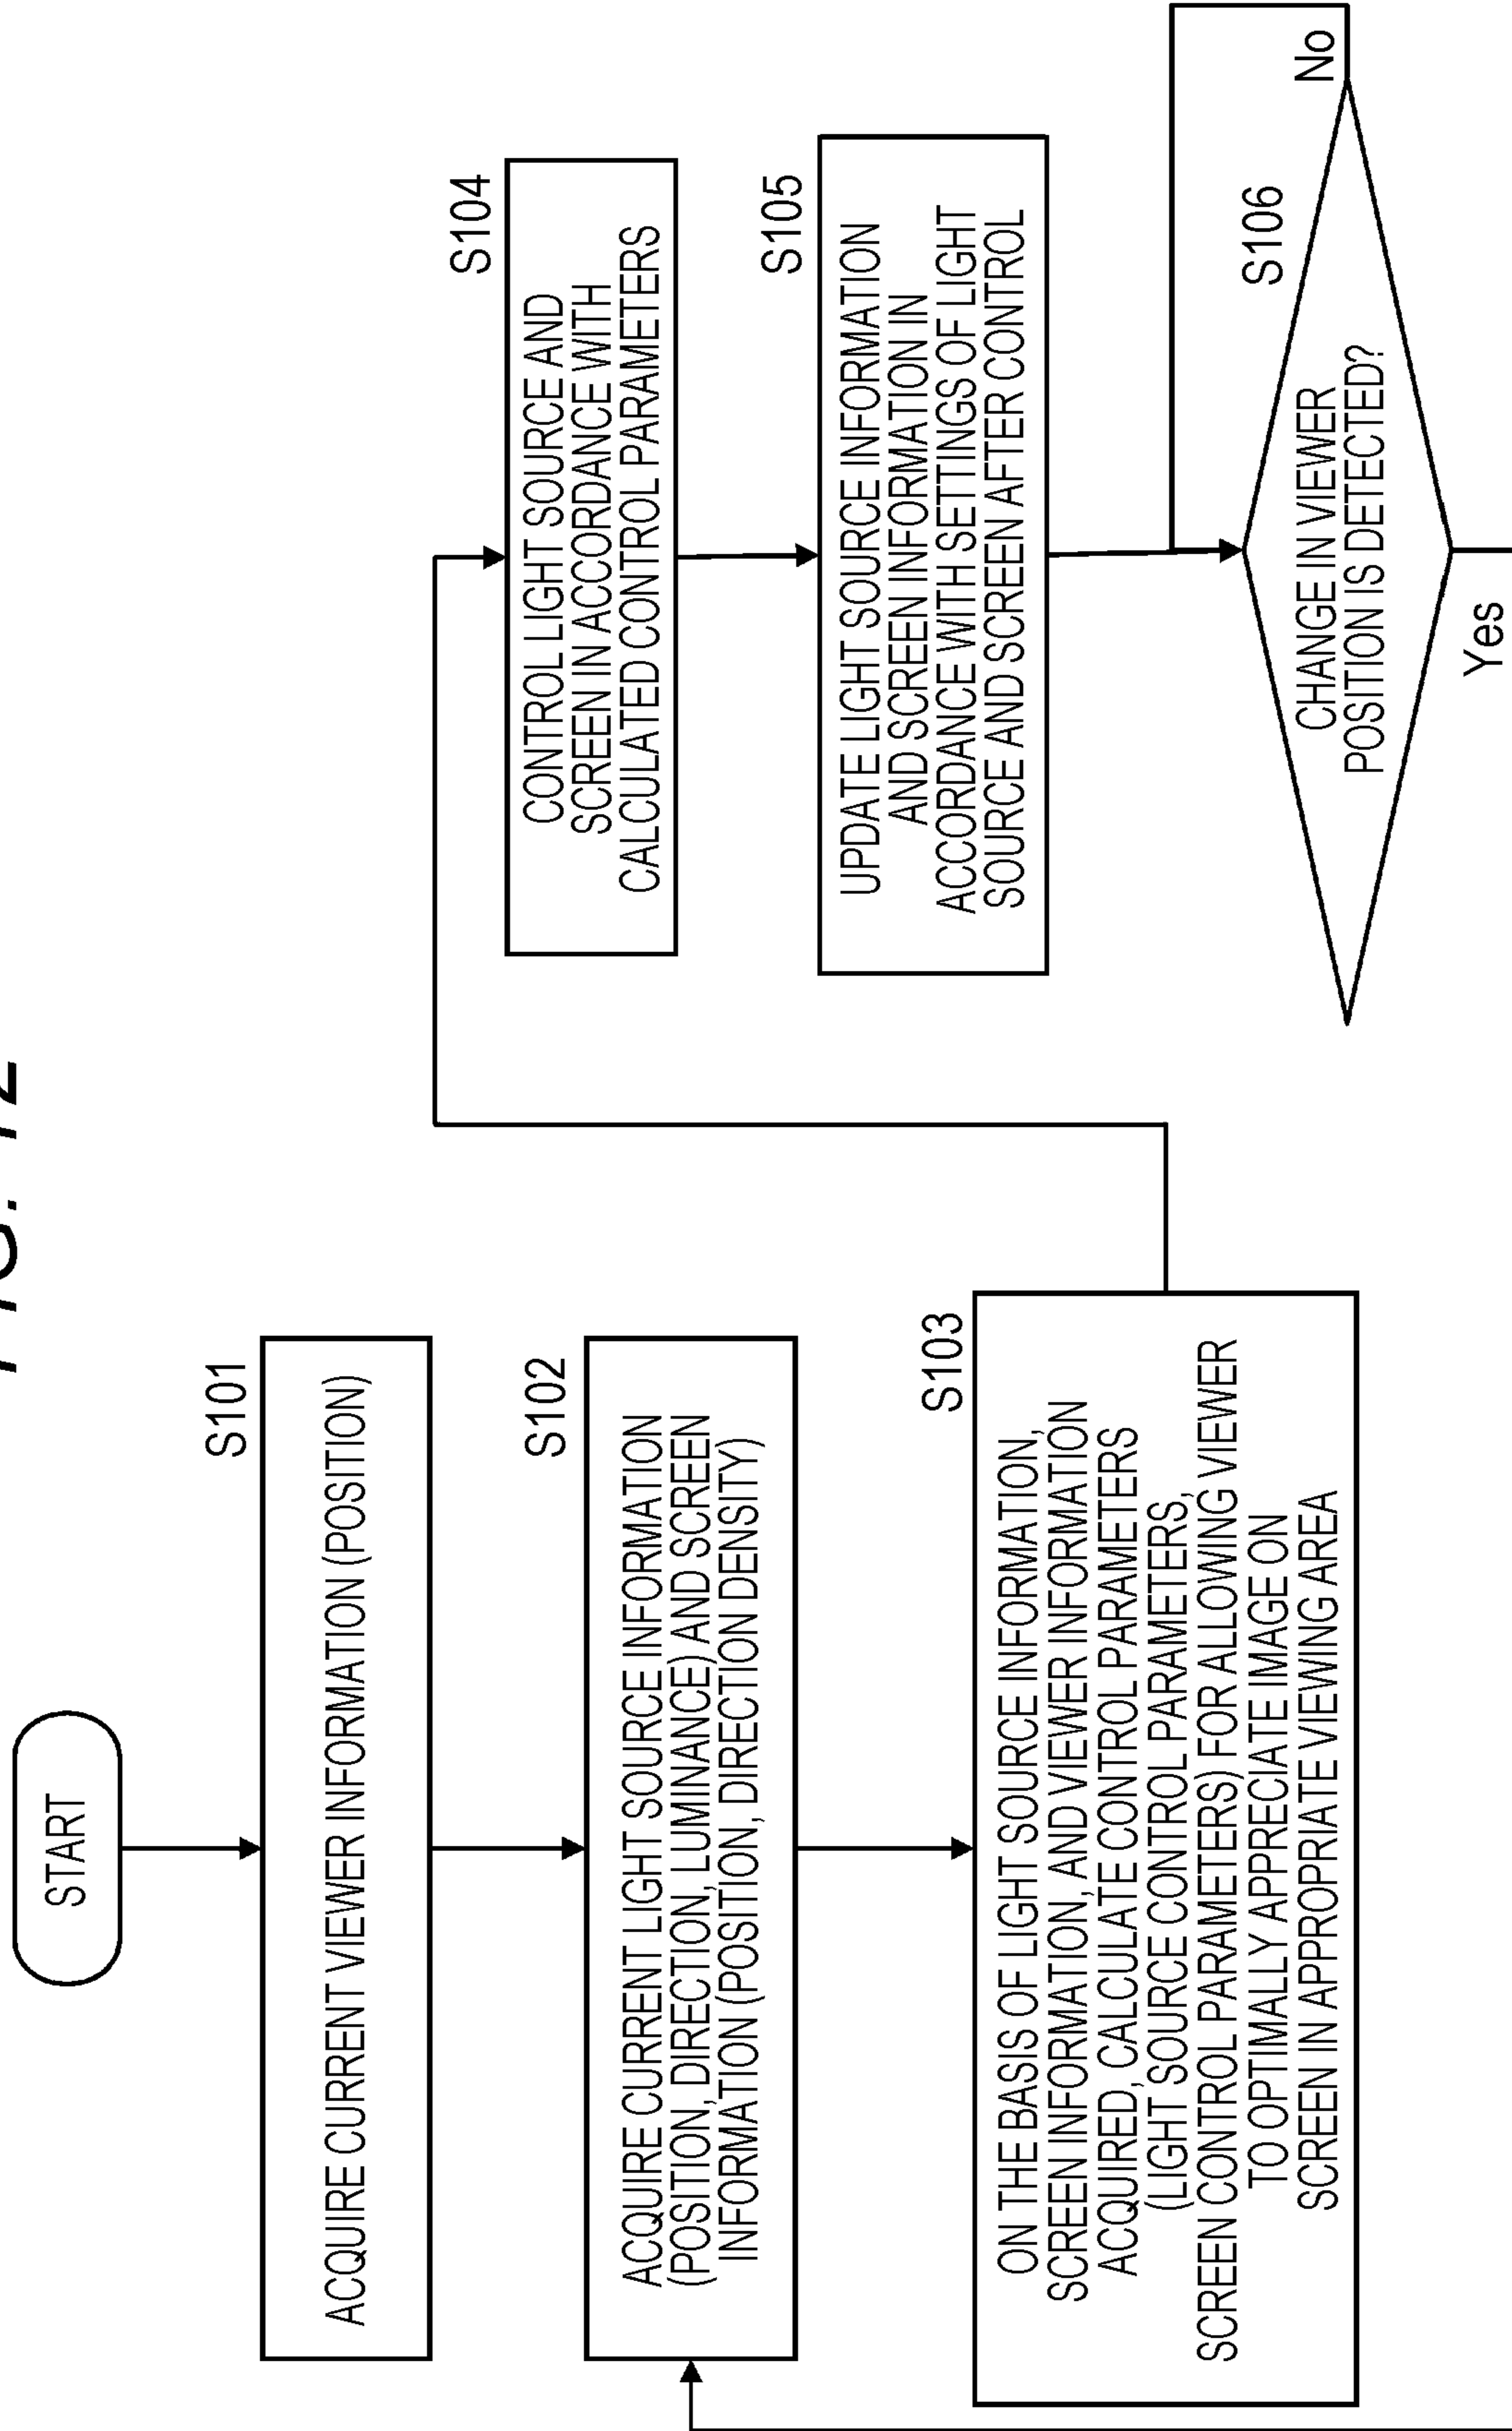 FIG. 12
START
S101
ACQUIRE CURRENT VIEWER INFORMATION (POSITION)
S102
ACQUIRE CURRENT LIGHT SOURCE INFORMATION
(POSITION, DIRECTION, LUMINANCE) AND SCREEN
INFORMATION (POSITION, DIRECTION DENSITY)
S103
ON THE BASIS OF LIGHT SOURCE INFORMATION,
SCREEN INFORMATION, AND VIEWER INFORMATION
ACQUIRED, CALCULATE CONTROL PARAMETERS
(LIGHT SOURCE CONTROL PARAMETERS,
SCREEN CONTROL PARAMETERS) FOR ALLOWING VIEWER
TO OPTIMALLY APPRECIATE IMAGE ON
SCREEN IN APPROPRIATE VIEWING AREA
S104
CONTROL LIGHT SOURCE AND
SCREEN IN ACCORDANCE WITH
CALCULATED CONTROL PARAMETERS
S105
UPDATE LIGHT SOURCE INFORMATION
AND SCREEN INFORMATION IN
ACCORDANCE WITH SETTINGS OF LIGHT
SOURCE AND SCREEN AFTER CONTROL
S106
CHANGE IN VIEWER
POSITION IS DETECTED?
No
Yes